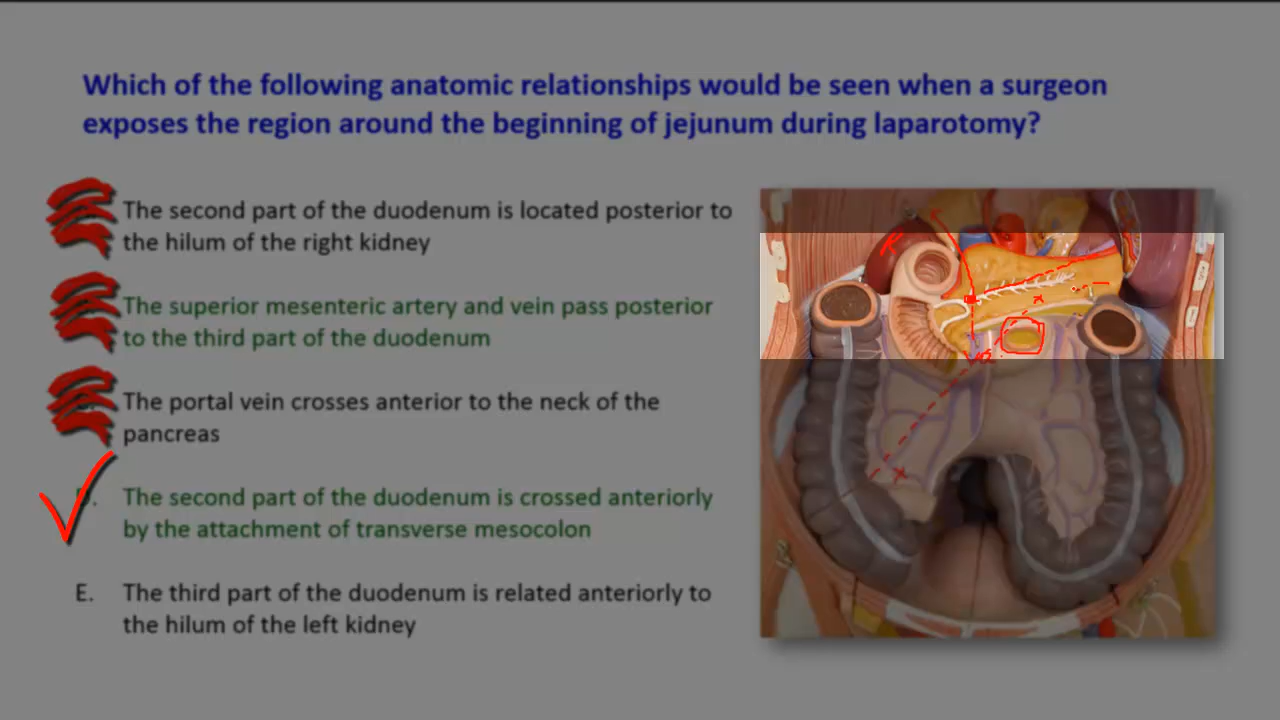 Which of the following anatomic relationships would be seen when a surgeon
exposes the region around the beginning of jejunum during laparotomy?
The second part of the duodenum is located posterior to
the hilum of the right kidney
The superior mesenteric artery and vein pass posterior
to the third part of the duodenum
The portal vein crosses anterior to the neck of the
pancreas
The second part of the duodenum is crossed anteriorly
by the attachment of transverse mesocolon
E. The third part of the duodenum is related anteriorly to
the hilum of the left kidney